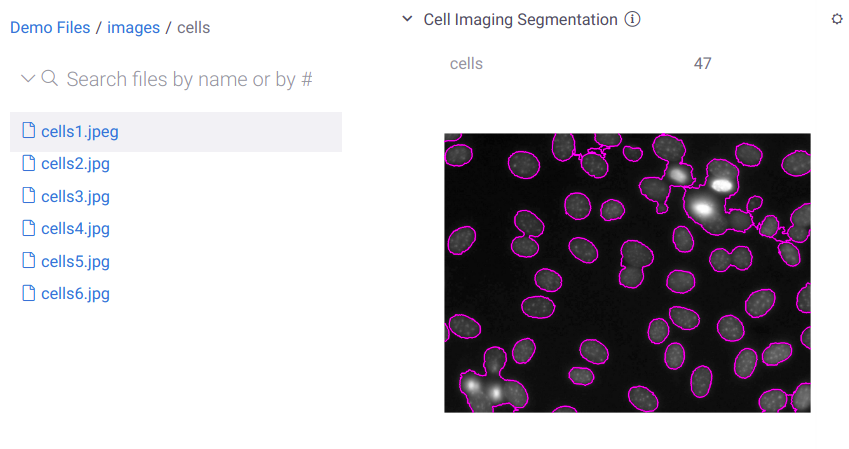 Demo Files / images / cells
Search files by name or by #
cells1.jpeg
cells2.jpg
cells3.jpg
cells4.jpg
cells5.jpg
cells6.jpg
Cell Imaging Segmentation
cells 47